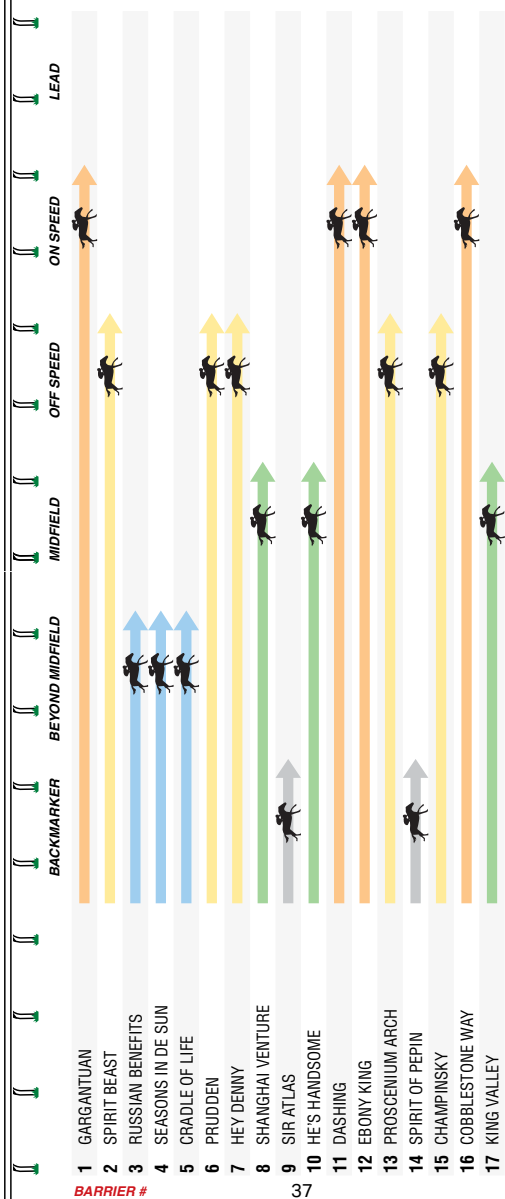 BACKMARKER BEYOND MIDFIELD MIDFIELD OFF SPEED ON SPEED LEAD
1 GARGANTUAN
2 SPIRIT BEAST
3 RUSSIAN BENEFITS
4 SEASONS IN DE SUN
5 CRADLE OF LIFE
6 PRUDDEN
7 HEY DENNY
8 SHANGHAI VENTURE
9 SIR ATLAS
10 HE'S HANDSOME
11 DASHING
12 EBONY KING
13 PROSCENIUM ARCH
14 SPIRIT OF PEPIN
15 CHAMPINSKY
16 COBBLESTONE WAY
17 KING VALLEY
BARRIER #
37